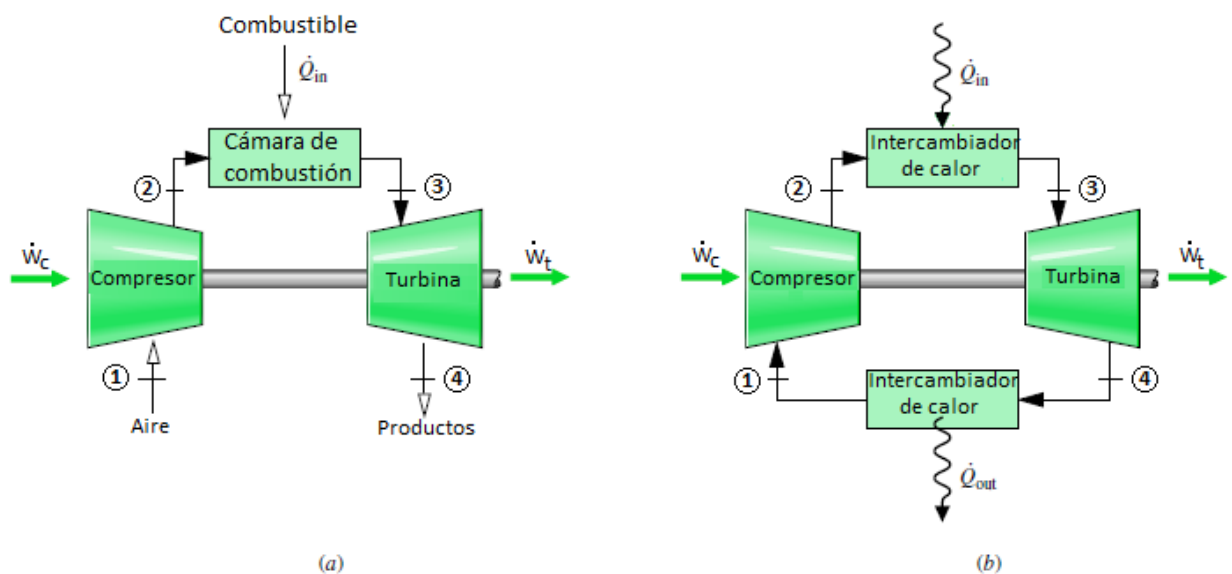 Combustible
Q̇in
Cámara de
combustión
②
③
Ẇc
Compresor
Turbina
Ẇt
①
④
Aire
Productos
(a)
Q̇in
Intercambiador
de calor
②
③
Ẇc
Compresor
Turbina
Ẇt
①
④
Intercambiador
de calor
Q̇out
(b)